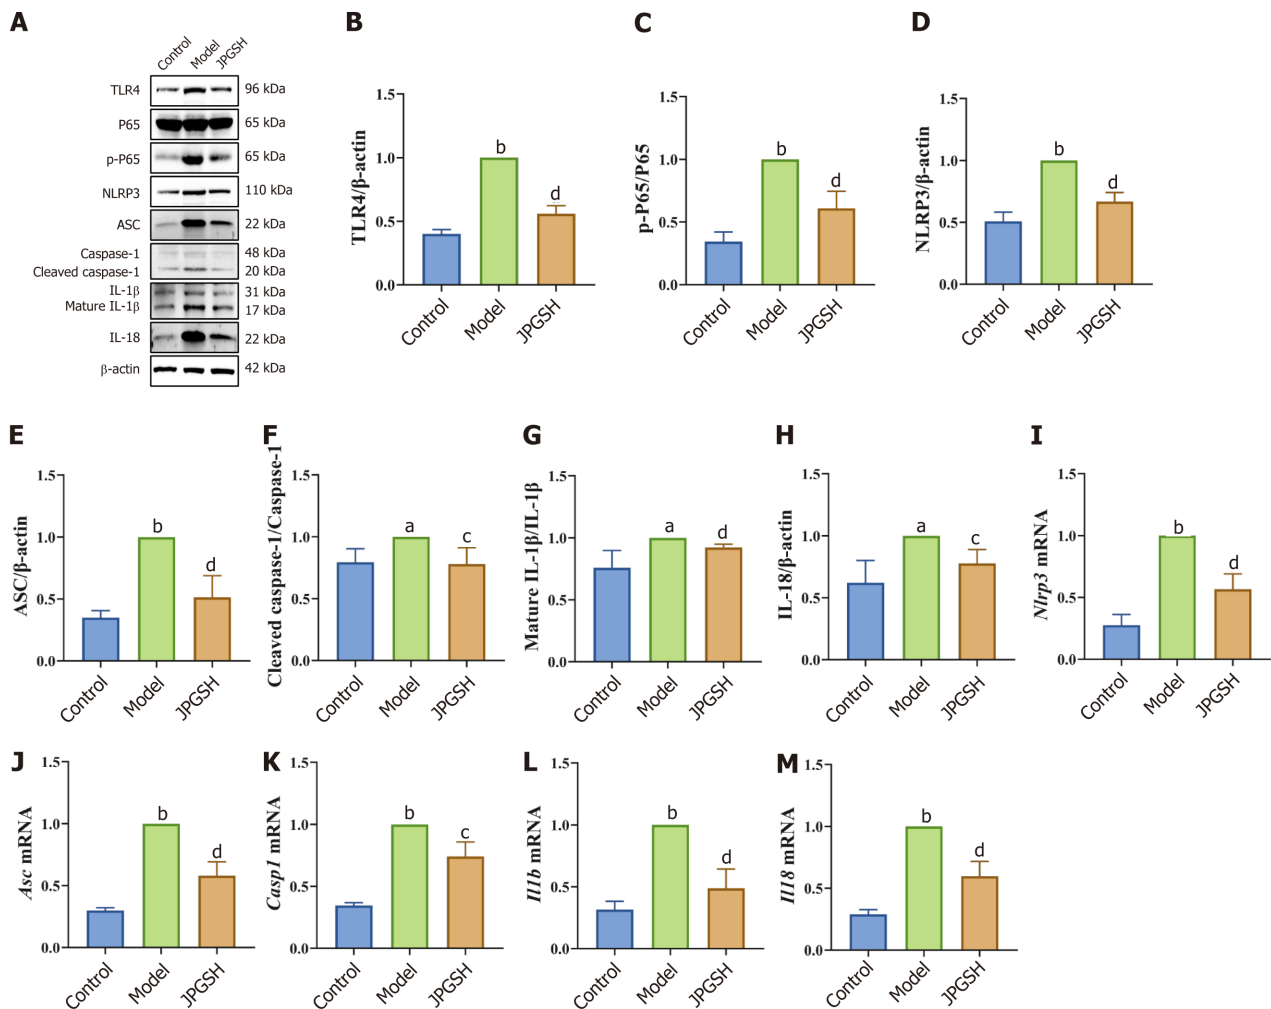 A
Control
Model
JPGSH
TLR4
96 kDa
P65
65 kDa
p-P65
65 kDa
NLRP3
110 kDa
ASC
22 kDa
Caspase-1
48 kDa
Cleaved caspase-1
20 kDa
IL-1β
31 kDa
Mature IL-1β
17 kDa
IL-18
22 kDa
β-actin
42 kDa
B
TLR4/β-actin
1.5
1.0
0.5
0.0
b
d
Control
Model
JPGSH
C
p-P65/P65
1.5
1.0
0.5
0.0
b
d
Control
Model
JPGSH
D
NLRP3/β-actin
1.5
1.0
0.5
0.0
b
d
Control
Model
JPGSH
E
ASC/β-actin
1.5
1.0
0.5
0.0
b
d
Control
Model
JPGSH
F
Cleaved caspase-1/Caspase-1
1.5
1.0
0.5
0.0
a
c
Control
Model
JPGSH
G
Mature IL-1β/IL-1β
1.5
1.0
0.5
0.0
a
d
Control
Model
JPGSH
H
IL-18/β-actin
1.5
1.0
0.5
0.0
a
c
Control
Model
JPGSH
I
Nlrp3 mRNA
1.5
1.0
0.5
0.0
b
d
Control
Model
JPGSH
J
Asc mRNA
1.5
1.0
0.5
0.0
b
d
Control
Model
JPGSH
K
Casp1 mRNA
1.5
1.0
0.5
0.0
b
c
Control
Model
JPGSH
L
Il1b mRNA
1.5
1.0
0.5
0.0
b
d
Control
Model
JPGSH
M
Il18 mRNA
1.5
1.0
0.5
0.0
b
d
Control
Model
JPGSH